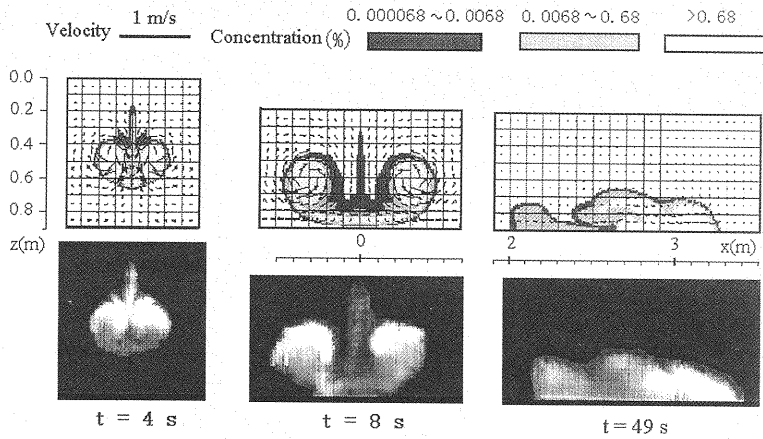 Velocity 1 m/s Concentration (%) 0.000068~0.0068 0.0068~0.68 >0.68
0.0
0.2
0.4
0.6
0.8
z(m) 0 2 3 x(m)
t = 4 s t = 8 s t = 49 s